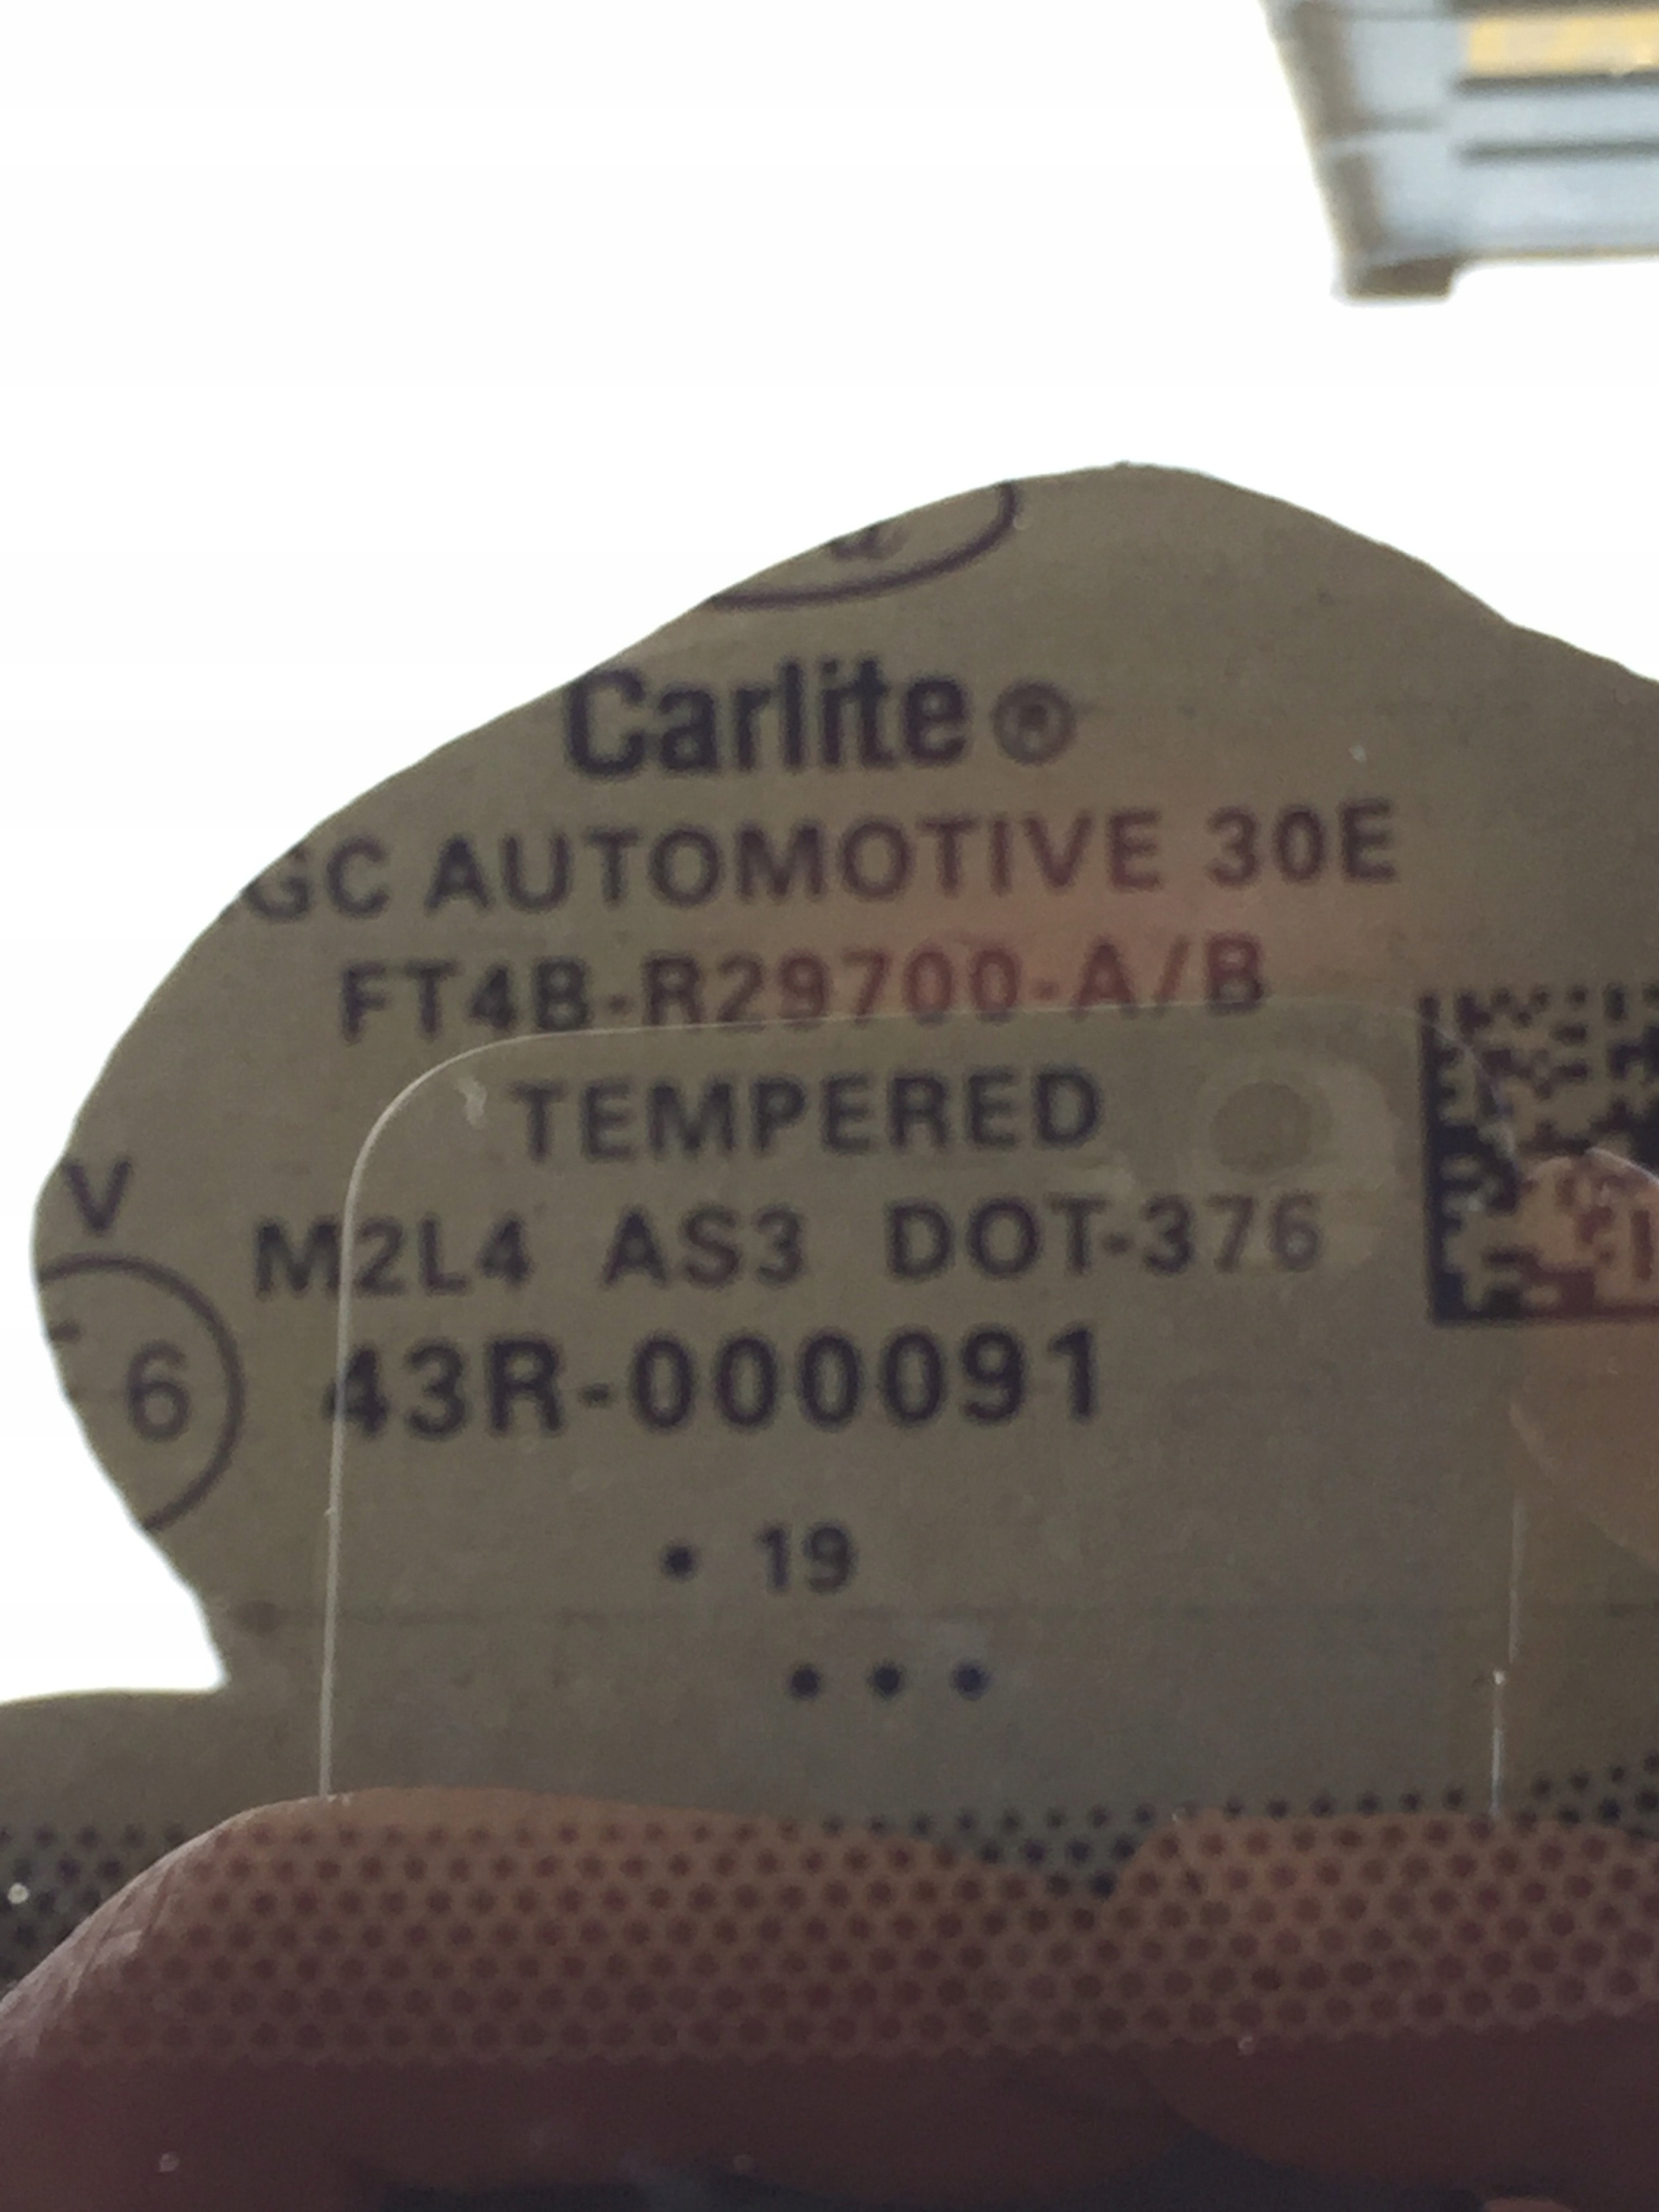 Carlite®
GC AUTOMOTIVE 30E
FT4B-R29700-A/B
TEMPERED
V
M2L4 AS3 DOT-376
6
43R-000091
• 19
• • •